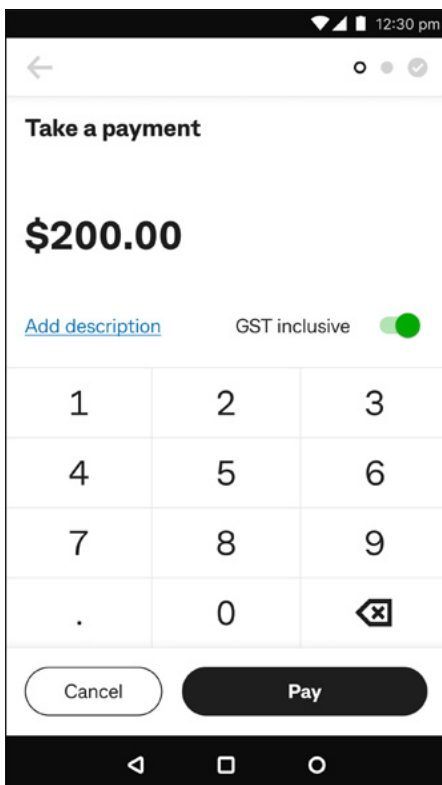 12:30 pm
Take a payment
$200.00
Add description GST inclusive
1 2 3
4 5 6
7 8 9
. 0
Cancel Pay